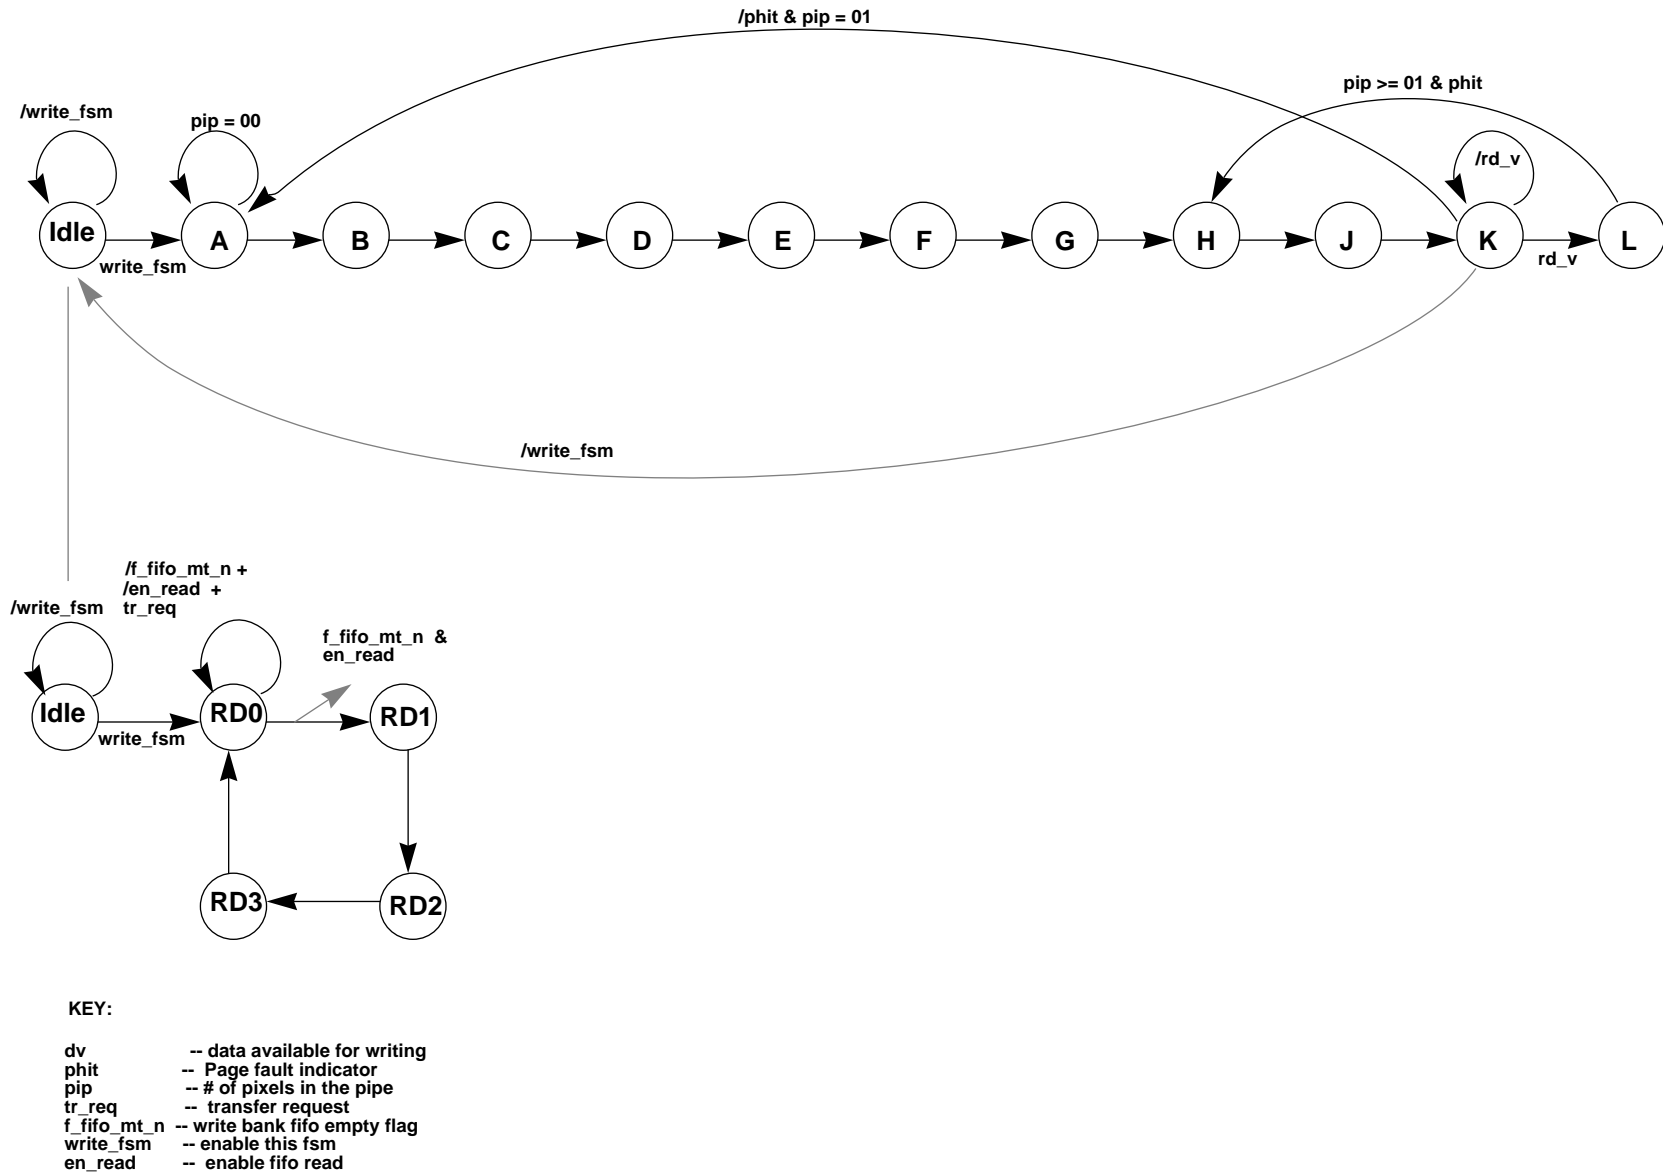 /phit & pip = 01
pip >= 01 & phit
/write_fsm
pip = 00
/rd_v
Idle
A
B
C
D
E
F
G
H
J
K
L
write_fsm
rd_v
/write_fsm
/f_fifo_mt_n +
/en_read +
tr_req
/write_fsm
f_fifo_mt_n &
en_read
Idle
RD0
RD1
write_fsm
RD3
RD2
KEY:
dv -- data available for writing
phit -- Page fault indicator
pip -- # of pixels in the pipe
tr_req -- transfer request
f_fifo_mt_n -- write bank fifo empty flag
write_fsm -- enable this fsm
en_read -- enable fifo read